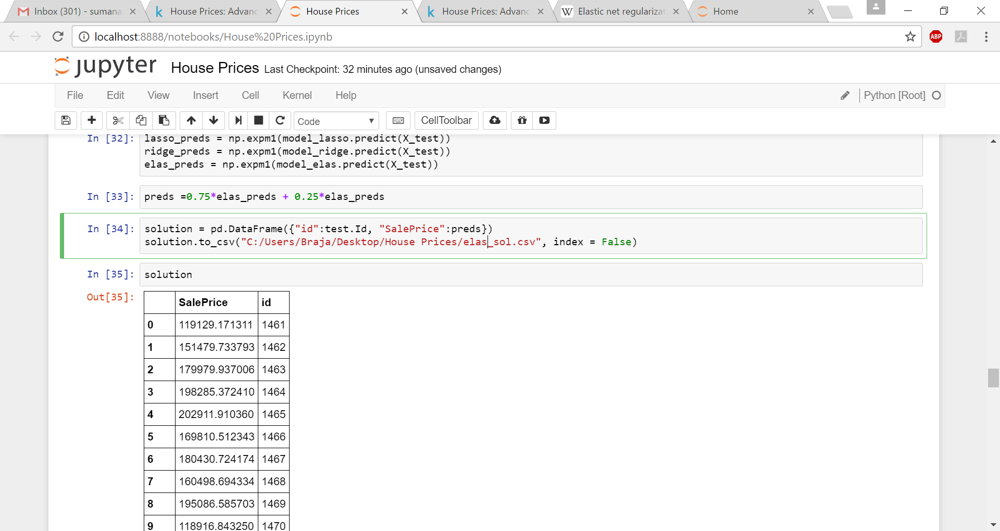 Inbox (301) - sumana
House Prices: Advanc
House Prices
House Prices: Advanc
Elastic net regularizat
Home
localhost:8888/notebooks/House%20Prices.ipynb
ABP
jupyter House Prices Last Checkpoint: 32 minutes ago (unsaved changes)
File Edit View Insert Cell Kernel Help Python [Root]
Code CellToolbar
In [32]: lasso_preds = np.expm1(model_lasso.predict(X_test))
ridge_preds = np.expm1(model_ridge.predict(X_test))
elas_preds = np.expm1(model_elas.predict(X_test))
In [33]: preds =0.75*elas_preds + 0.25*elas_preds
In [34]: solution = pd.DataFrame({"id":test.Id, "SalePrice":preds})
solution.to_csv("C:/Users/Braja/Desktop/House Prices/elas_sol.csv", index = False)
In [35]: solution
Out[35]: SalePrice id
0 119129.171311 1461
1 151479.733793 1462
2 179979.937006 1463
3 198285.372410 1464
4 202911.910360 1465
5 169810.512343 1466
6 180430.724174 1467
7 160498.694334 1468
8 195086.585703 1469
9 118916.843250 1470